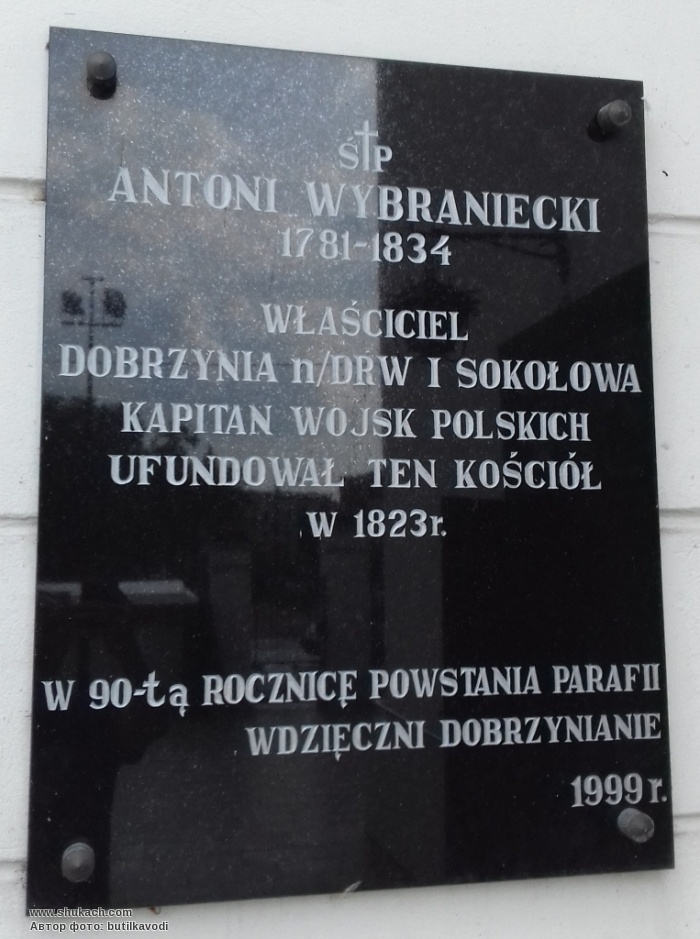 Ś†P
ANTONI WYBRANIECKI
1781-1834
WŁAŚCICIEL
DOBRZYNIA n/DRW I SOKOŁOWA
KAPITAN WOJSK POLSKICH
UFUNDOWAŁ TEN KOŚCIÓŁ
W 1823r.
W 90-tą ROCZNICĘ POWSTANIA PARAFII
WDZIĘCZNI DOBRZYNIANIE
1999r.
www.shukach.com
Автор фото: butilkavodi